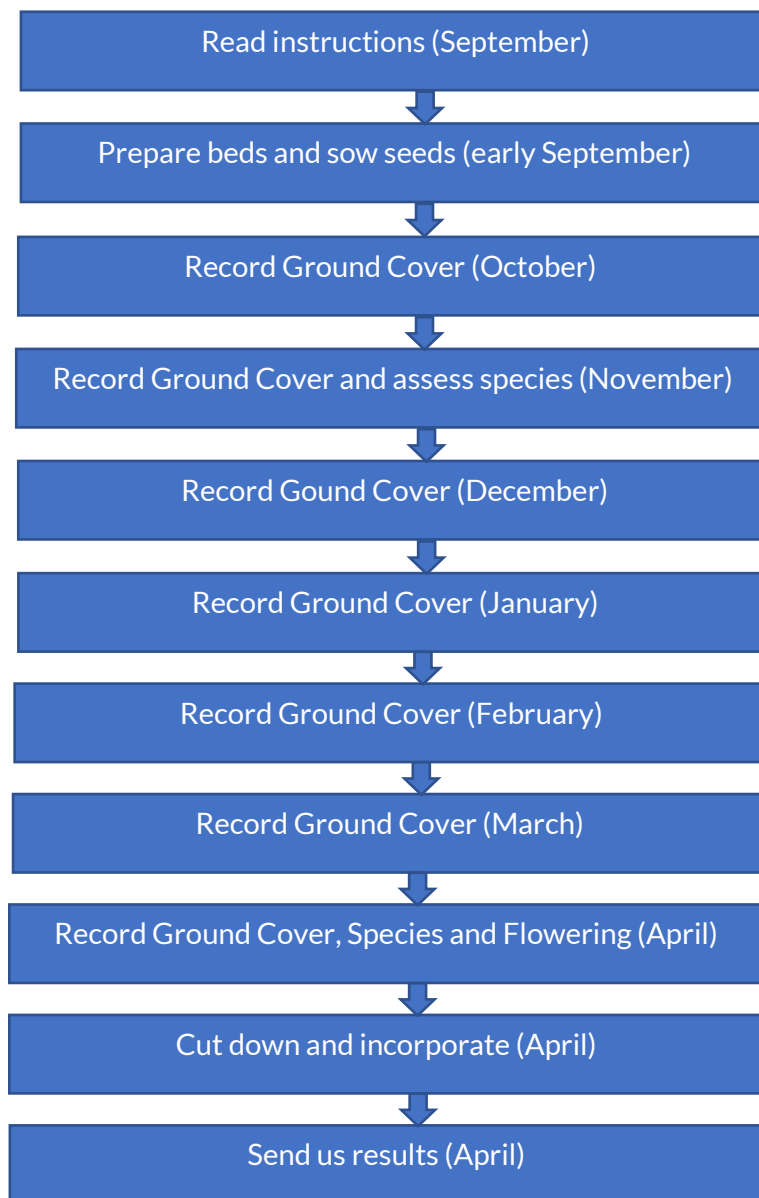 Read instructions (September)
Prepare beds and sow seeds (early September)
Record Ground Cover (October)
Record Ground Cover and assess species (November)
Record Gound Cover (December)
Record Ground Cover (January)
Record Ground Cover (February)
Record Ground Cover (March)
Record Ground Cover, Species and Flowering (April)
Cut down and incorporate (April)
Send us results (April)